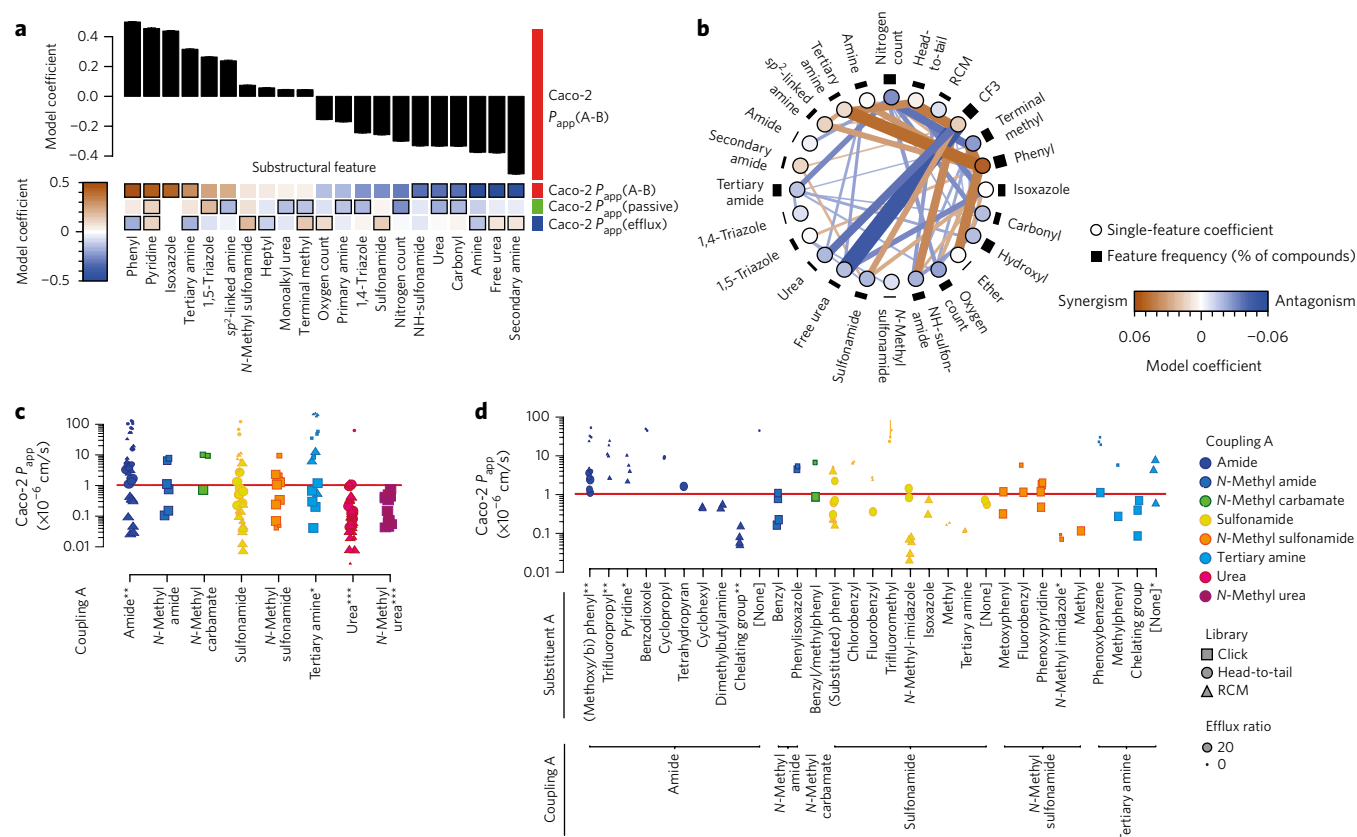 a
Model coefficient
0.4
0.2
0.0
−0.2
−0.4
Caco-2
Papp(A-B)
Substructural feature
Model coefficient
0.5
0
−0.5
Caco-2 Papp(A-B)
Caco-2 Papp(passive)
Caco-2 Papp(efflux)
Phenyl
Pyridine
Isoxazole
Tertiary amine
1,5-Triazole
sp²-linked amine
N-Methyl sulfonamide
Heptyl
Monoalkyl urea
Terminal methyl
Oxygen count
Primary amine
1,4-Triazole
Sulfonamide
Nitrogen count
NH-sulfonamide
Urea
Carbonyl
Amine
Free urea
Secondary amine
b
Nitrogen
count
Head-
to-tail
RCM
CF3
Terminal
methyl
Phenyl
Isoxazole
Carbonyl
Hydroxyl
Ether
Oxygen
count
NH-sulfon-
amide
N-Methyl
sulfonamide
Sulfonamide
Free urea
Urea
1,5-Triazole
1,4-Triazole
Tertiary
amide
Secondary
amide
Amide
sp²-linked
amine
Tertiary
amine
Amine
Single-feature coefficient
Feature frequency (% of compounds)
Synergism
Antagonism
0.06
0
−0.06
Model coefficient
c
Caco-2 Papp
(×10⁻⁶ cm/s)
100
10
1
0.1
0.01
Coupling A
Amide**
N-Methyl
amide
N-Methyl
carbamate
Sulfonamide
N-Methyl
sulfonamide
Tertiary amine*
Urea****
N-Methyl
urea****
d
Caco-2 Papp
(×10⁻⁶ cm/s)
100
10
1
0.1
0.01
Substituent A
(Methoxy/bi) phenyl**
Trifluoropropyl**
Pyridine*
Benzodioxole
Cyclopropyl
Tetrahydropyran
Cyclohexyl
Dimethylbutylamine
Chelating group**
[None]
Benzyl
Phenylisoxazole
Benzyl/methylphenyl
(Substituted) phenyl
Chlorobenzyl
Fluorobenzyl
Trifluoromethyl
N-Methyl-imidazole
Isoxazole
Methyl
Tertiary amine
[None]
Metoxyphenyl
Fluorobenzyl
Phenoxypyridine
N-Methyl imidazole*
Methyl
Phenoxybenzene
Methylphenyl
Chelating group
[None]*
Coupling A
Amide
N-Methyl
amide
N-Methyl
carbamate
Sulfonamide
N-Methyl
sulfonamide
Tertiary amine
Coupling A
Amide
N-Methyl amide
N-Methyl carbamate
Sulfonamide
N-Methyl sulfonamide
Tertiary amine
Urea
N-Methyl urea
Library
Click
Head-to-tail
RCM
Efflux ratio
20
0